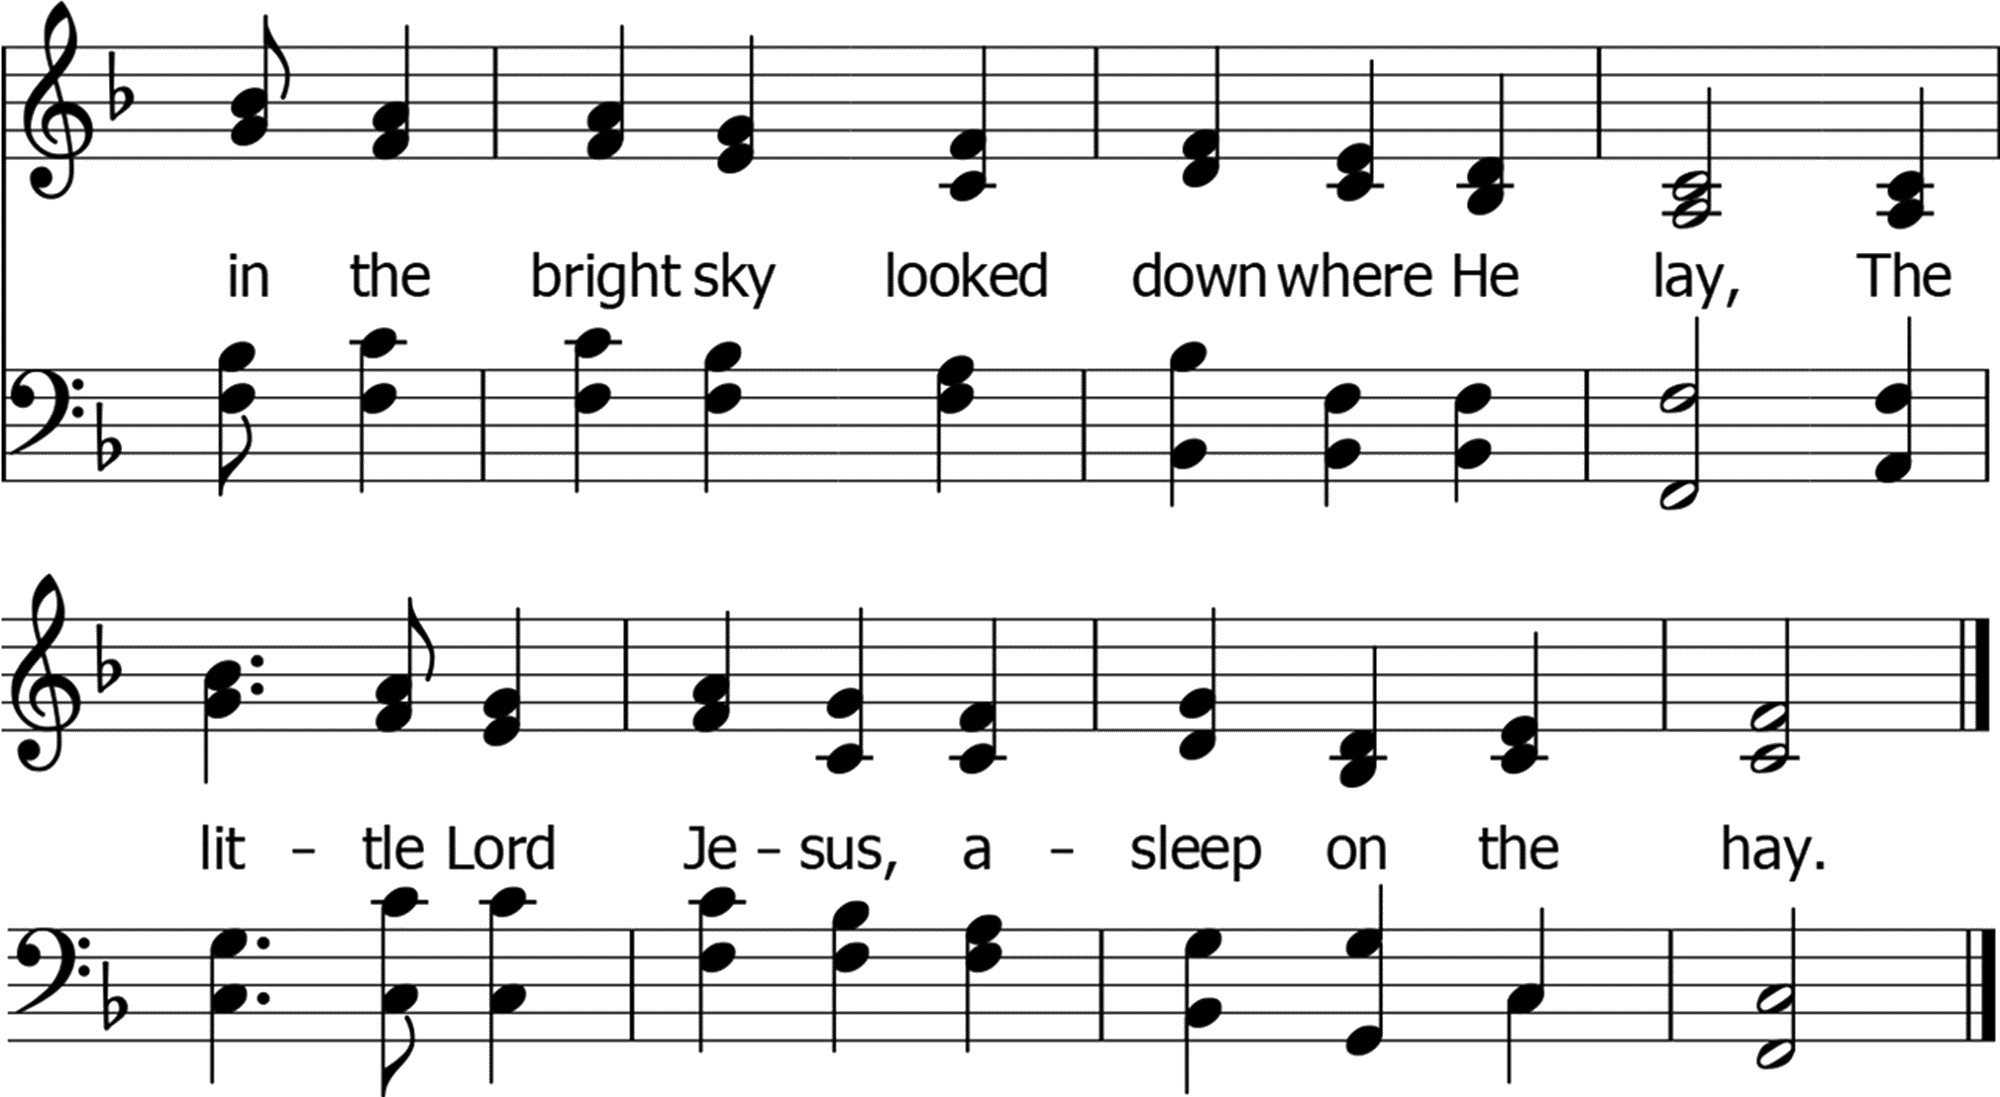 in the bright sky looked down where He lay, The
lit - tle Lord Je - sus, a - sleep on the hay.